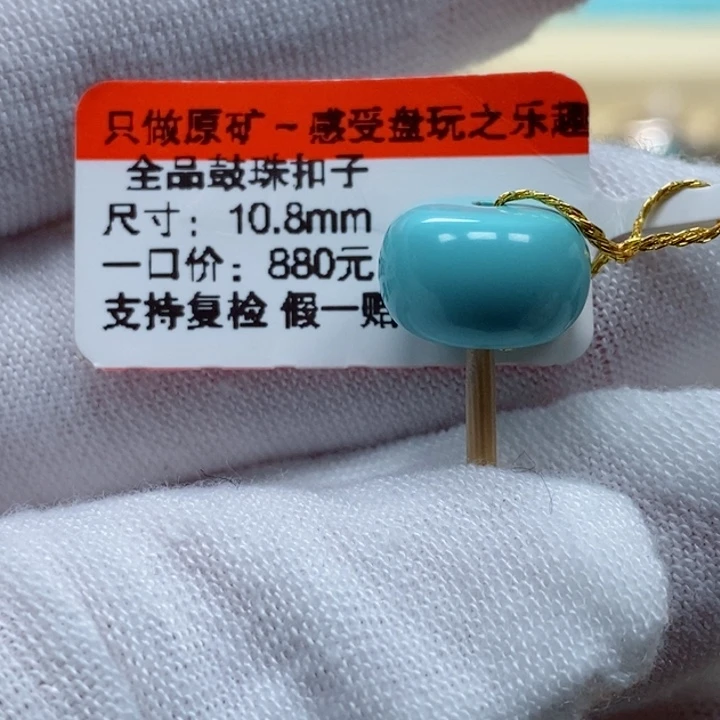 只做原矿~感受盘玩之乐趣
全品鼓珠扣子
尺寸：10.8mm
一口价：880元
支持复检 假一赔